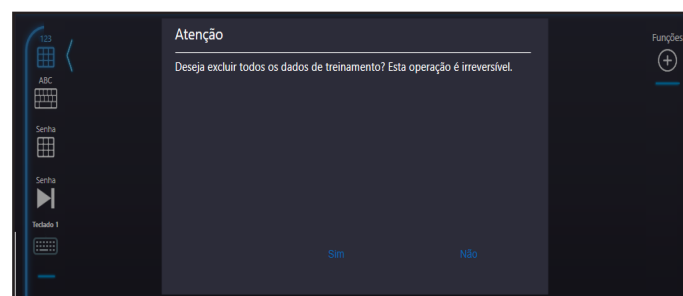 123
ABC
Senha
Senha
Teclado 1
Atenção
Deseja excluir todos os dados de treinamento? Esta operação é irreversível.
Sim Não
Funções